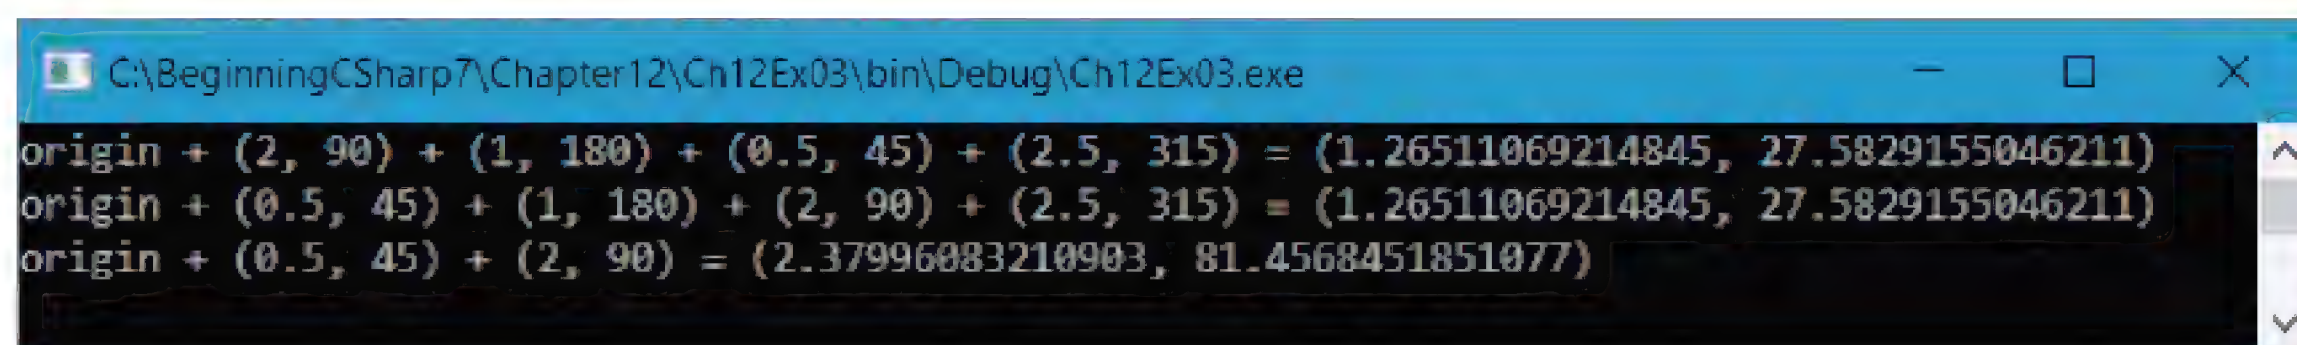 C:\BeginningCSharp7\Chapter12\Ch12Ex03\bin\Debug\Ch12Ex03.exe
origin + (2, 90) + (1, 180) + (0.5, 45) + (2.5, 315) = (1.26511069214845, 27.5829155046211)
origin + (0.5, 45) + (1, 180) + (2, 90) + (2.5, 315) = (1.26511069214845, 27.5829155046211)
origin + (0.5, 45) + (2, 90) = (2.37996083210903, 81.4568451851077)